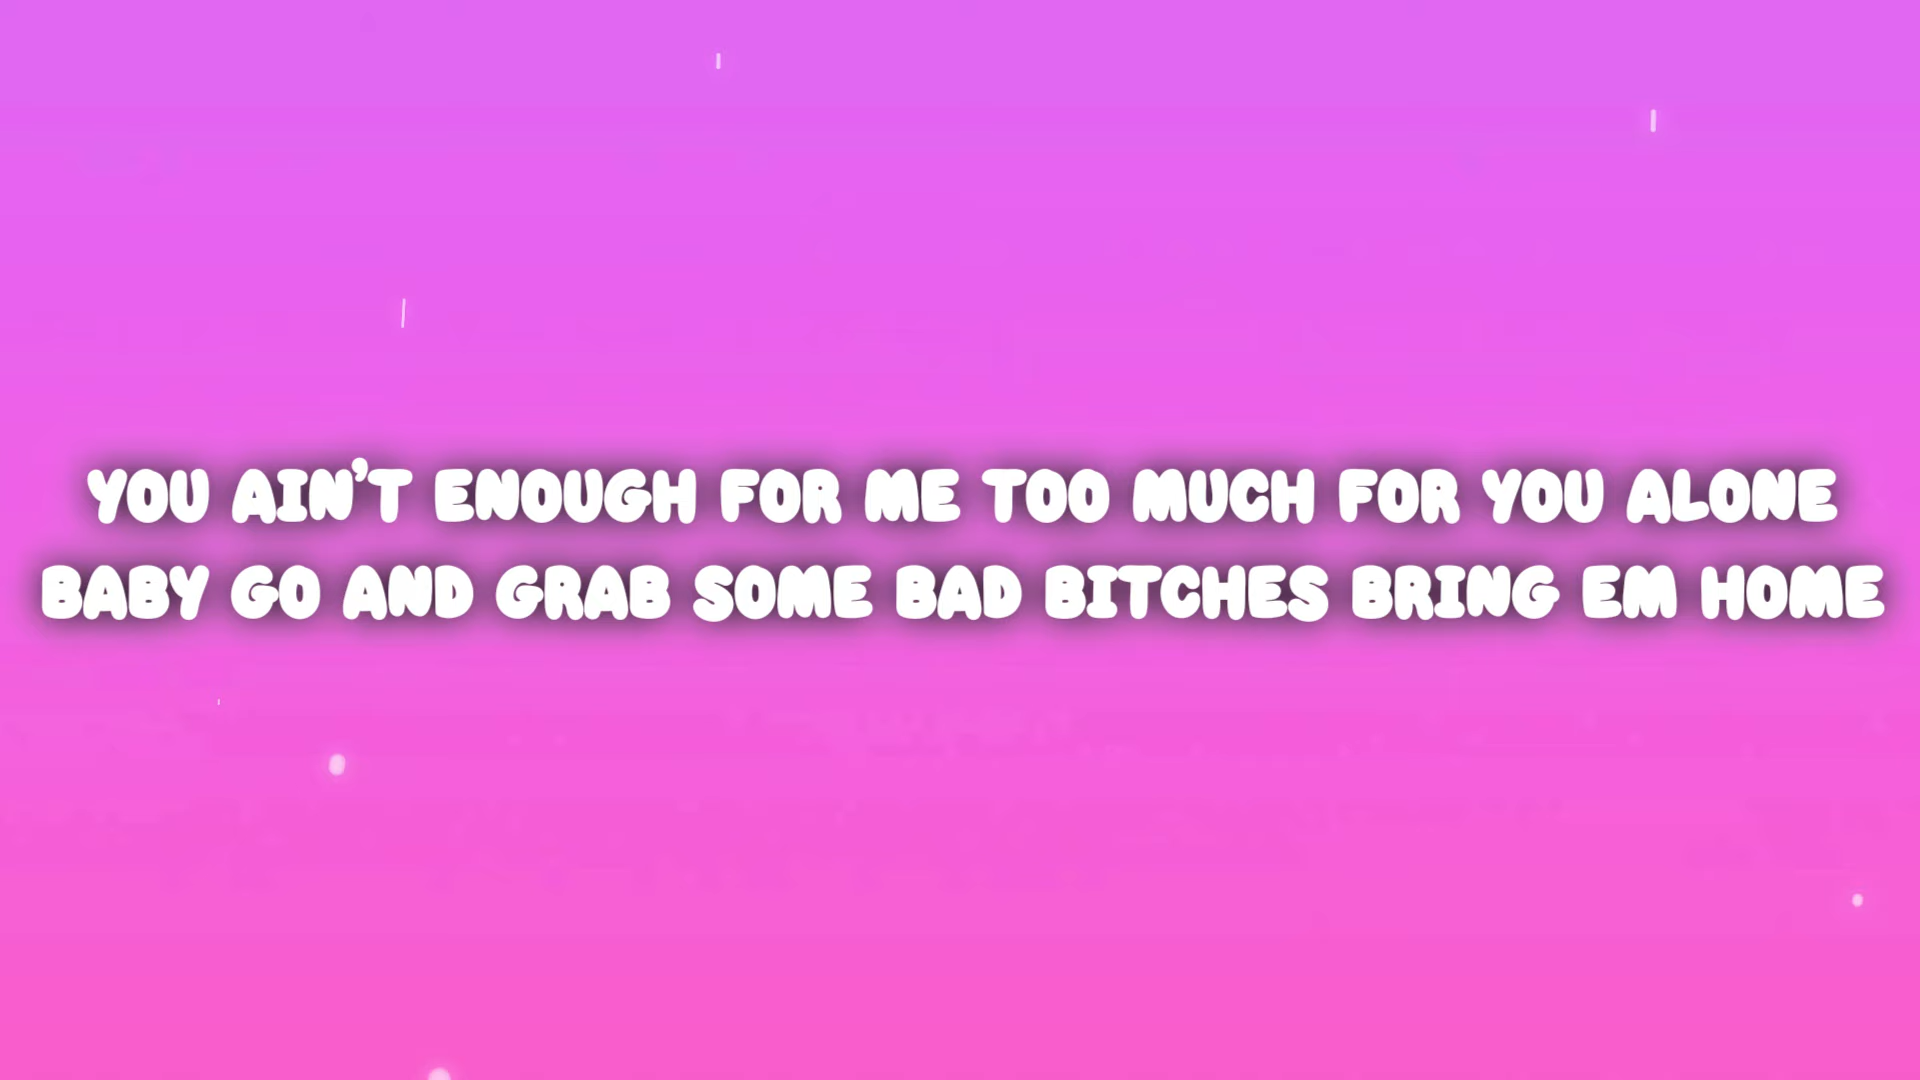 YOU AIN’T ENOUGH FOR ME TOO MUCH FOR YOU ALONE
BABY GO AND GRAB SOME BAD BITCHES BRING EM HOME